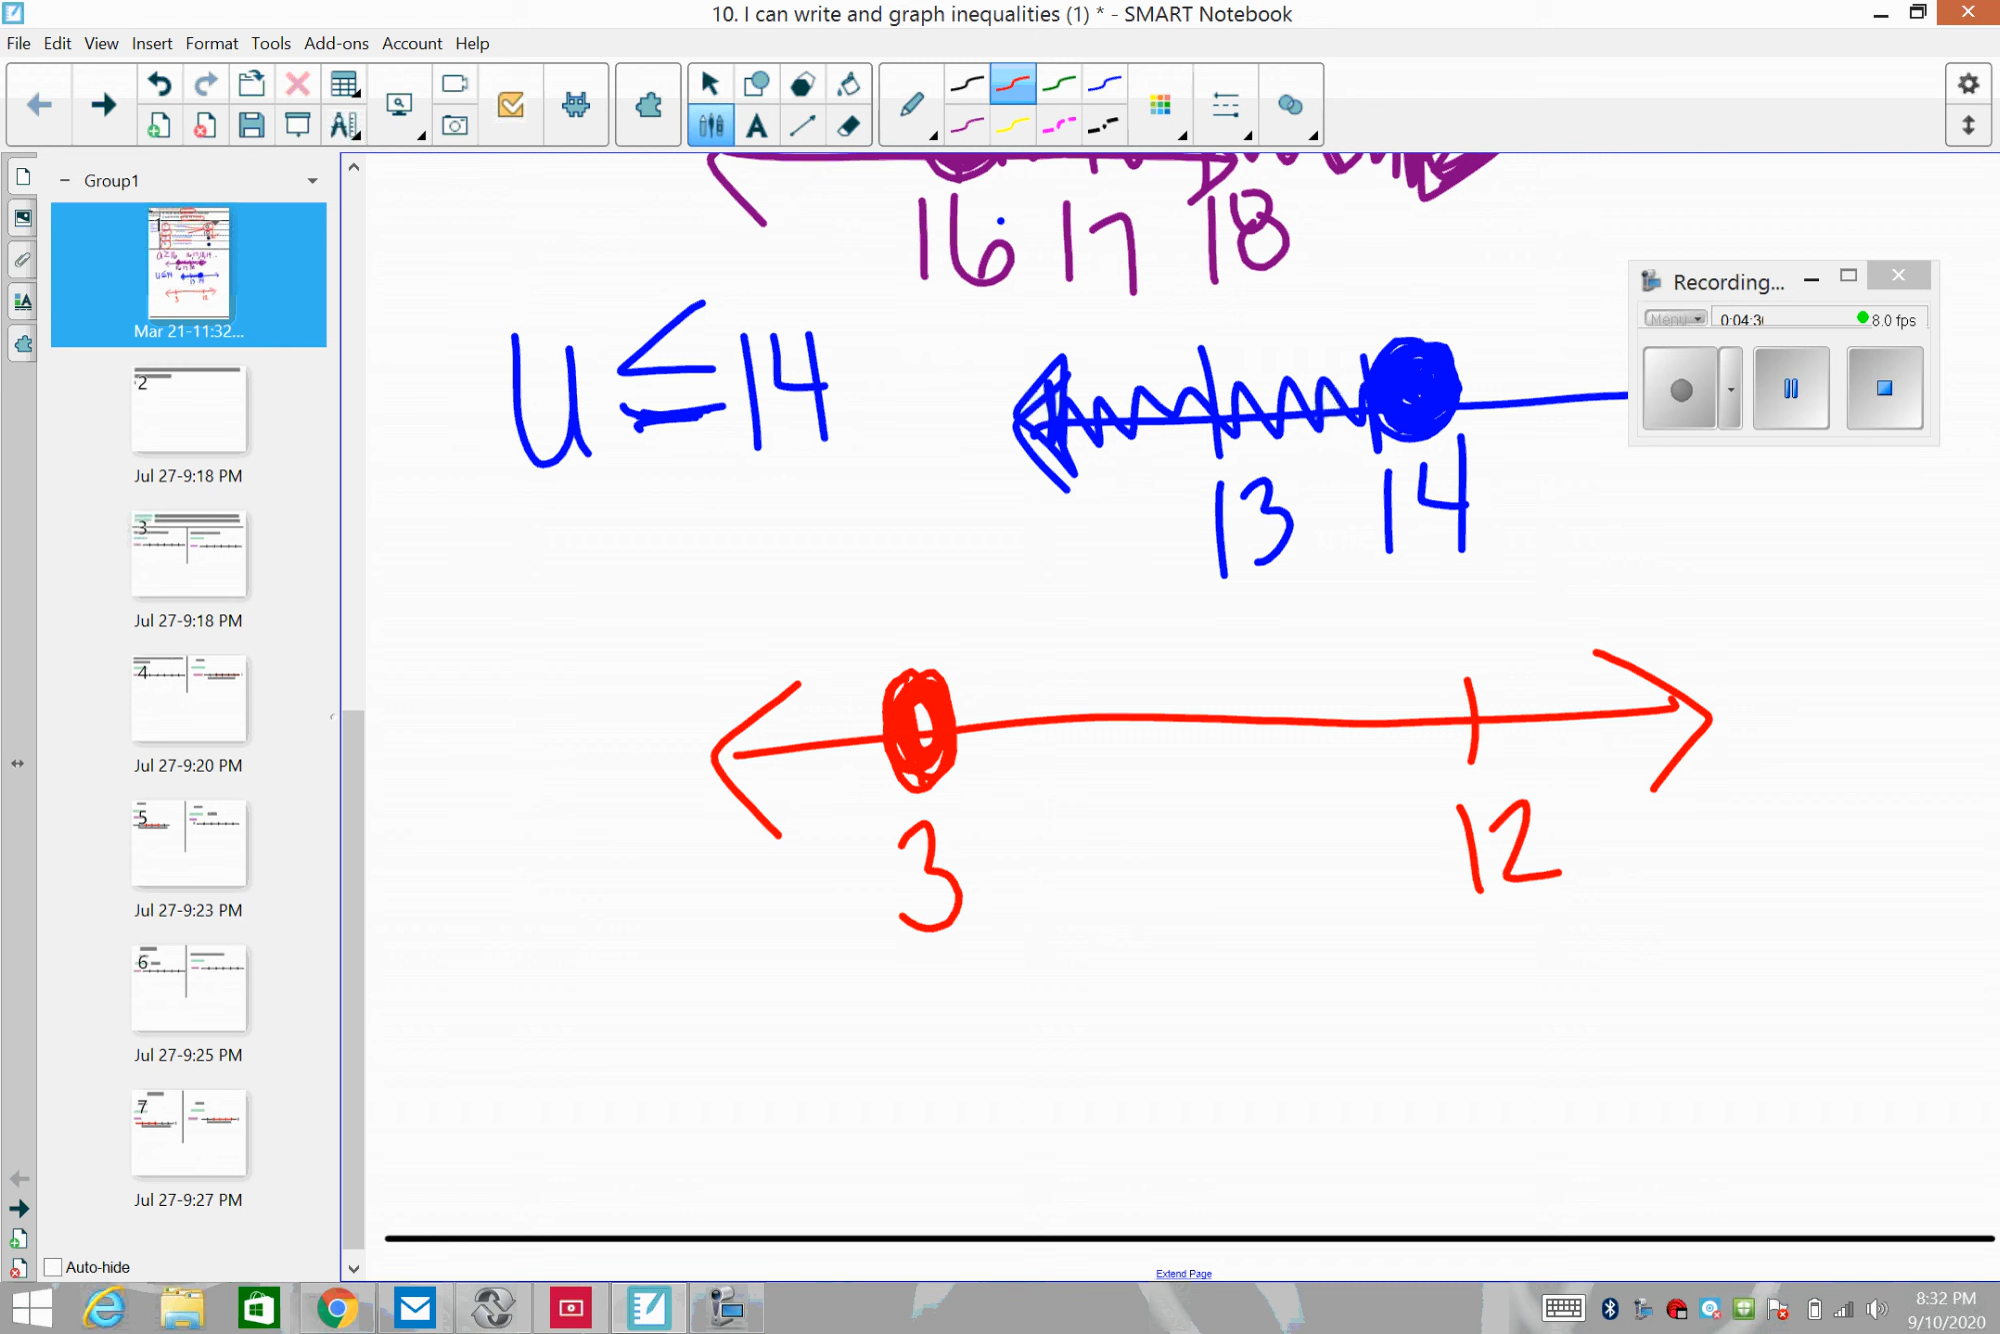 10. I can write and graph inequalities (1) * - SMART Notebook
File Edit View Insert Format Tools Add-ons Account Help
Group1
1
Mar 21-11:32...
2
Jul 27-9:18 PM
3
Jul 27-9:18 PM
4
Jul 27-9:20 PM
5
Jul 27-9:23 PM
6
Jul 27-9:25 PM
7
Jul 27-9:27 PM
Auto-hide
16 17 18
Recording...
Menu 0:04:3 8.0 fps
U ≤ 14
13 14
3 12
Extend Page
8:32 PM
9/10/2020